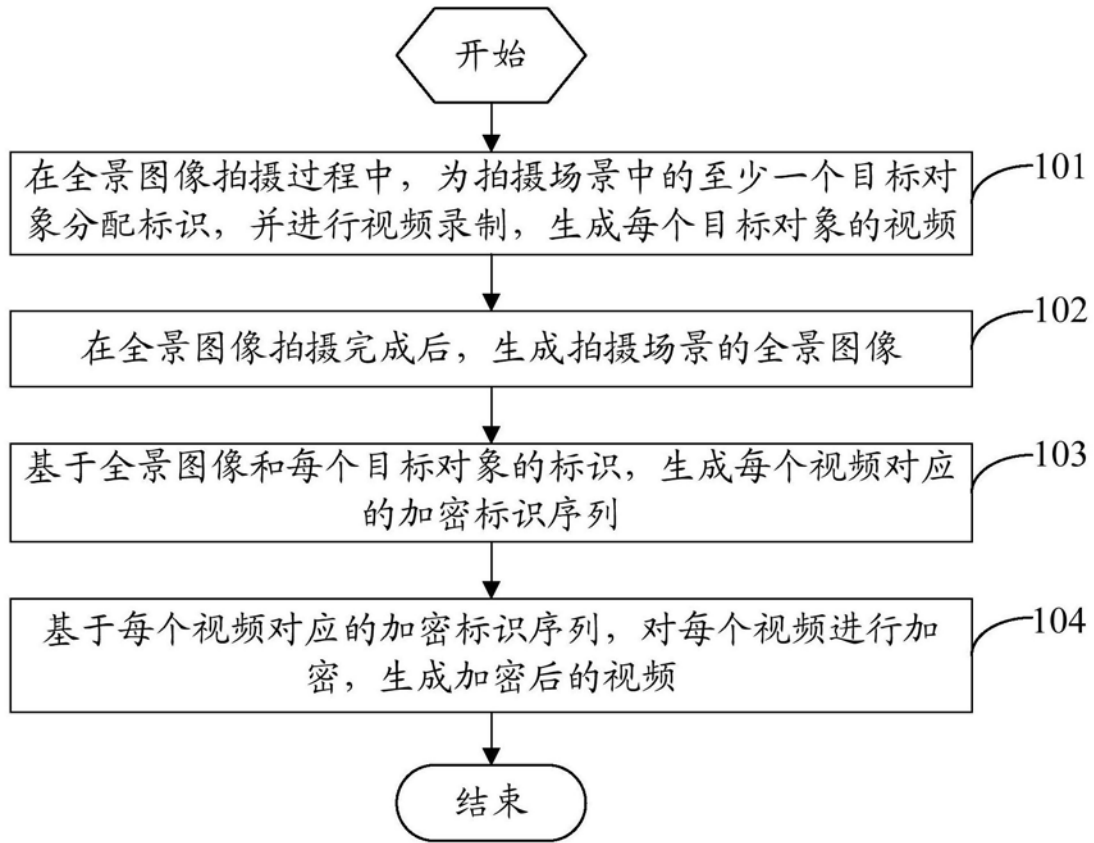 开始
在全景图像拍摄过程中，为拍摄场景中的至少一个目标对
象分配标识，并进行视频录制，生成每个目标对象的视频
101
在全景图像拍摄完成后，生成拍摄场景的全景图像
102
基于全景图像和每个目标对象的标识，生成每个视频对应
的加密标识序列
103
基于每个视频对应的加密标识序列，对每个视频进行加
密，生成加密后的视频
104
结束